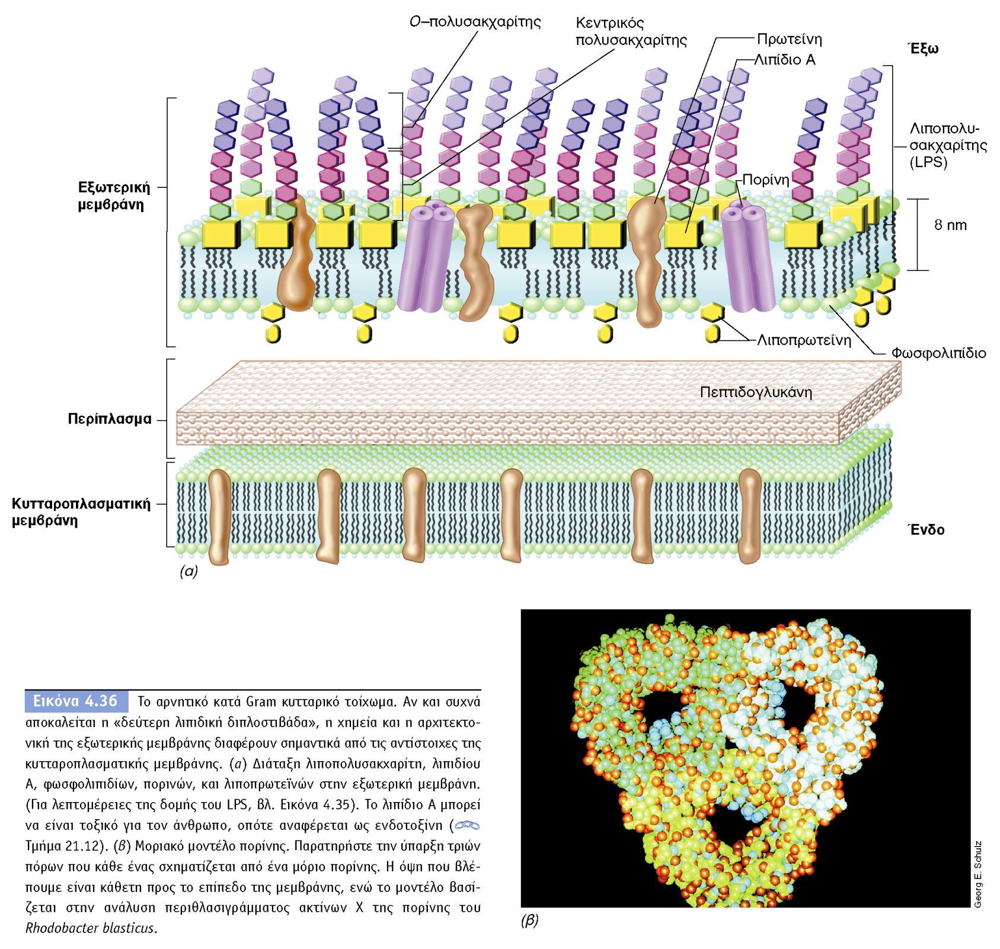 Ο–πολυσακχαρίτης
Κεντρικός
πολυσακχαρίτης
Πρωτεΐνη
Λιπίδιο Α
Έξω
Λιποπολυ-
σακχαρίτης
(LPS)
Πορίνη
Εξωτερική
μεμβράνη
8 nm
Λιποπρωτεΐνη
Φωσφολιπίδιο
Πεπτιδογλυκάνη
Περίπλασμα
Κυτταροπλασματική
μεμβράνη
Ένδο
(α)
Εικόνα 4.36 Το αρνητικό κατά Gram κυτταρικό τοίχωμα. Αν και συχνά
αποκαλείται η «δεύτερη λιπιδική διπλοστιβάδα», η χημεία και η αρχιτεκτο-
νική της εξωτερικής μεμβράνης διαφέρουν σημαντικά από τις αντίστοιχες της
κυτταροπλασματικής μεμβράνης. (α) Διάταξη λιποπολυσακχαρίτη, λιπιδίου
Α, φωσφολιπιδίων, πορινών, και λιποπρωτεϊνών στην εξωτερική μεμβράνη.
(Για λεπτομέρειες της δομής του LPS, βλ. Εικόνα 4.35). Το λιπίδιο Α μπορεί
να είναι τοξικό για τον άνθρωπο, οπότε αναφέρεται ως ενδοτοξίνη (
Τμήμα 21.12). (β) Μοριακό μοντέλο πορίνης. Παρατηρήστε την ύπαρξη τριών
πόρων που κάθε ένας σχηματίζεται από ένα μόριο πορίνης. Η όψη που βλέ-
πουμε είναι κάθετη προς το επίπεδο της μεμβράνης, ενώ το μοντέλο βασί-
ζεται στην ανάλυση περιθλασιγράμματος ακτίνων Χ της πορίνης του
Rhodobacter blasticus.
(β)
Georg E. Schulz